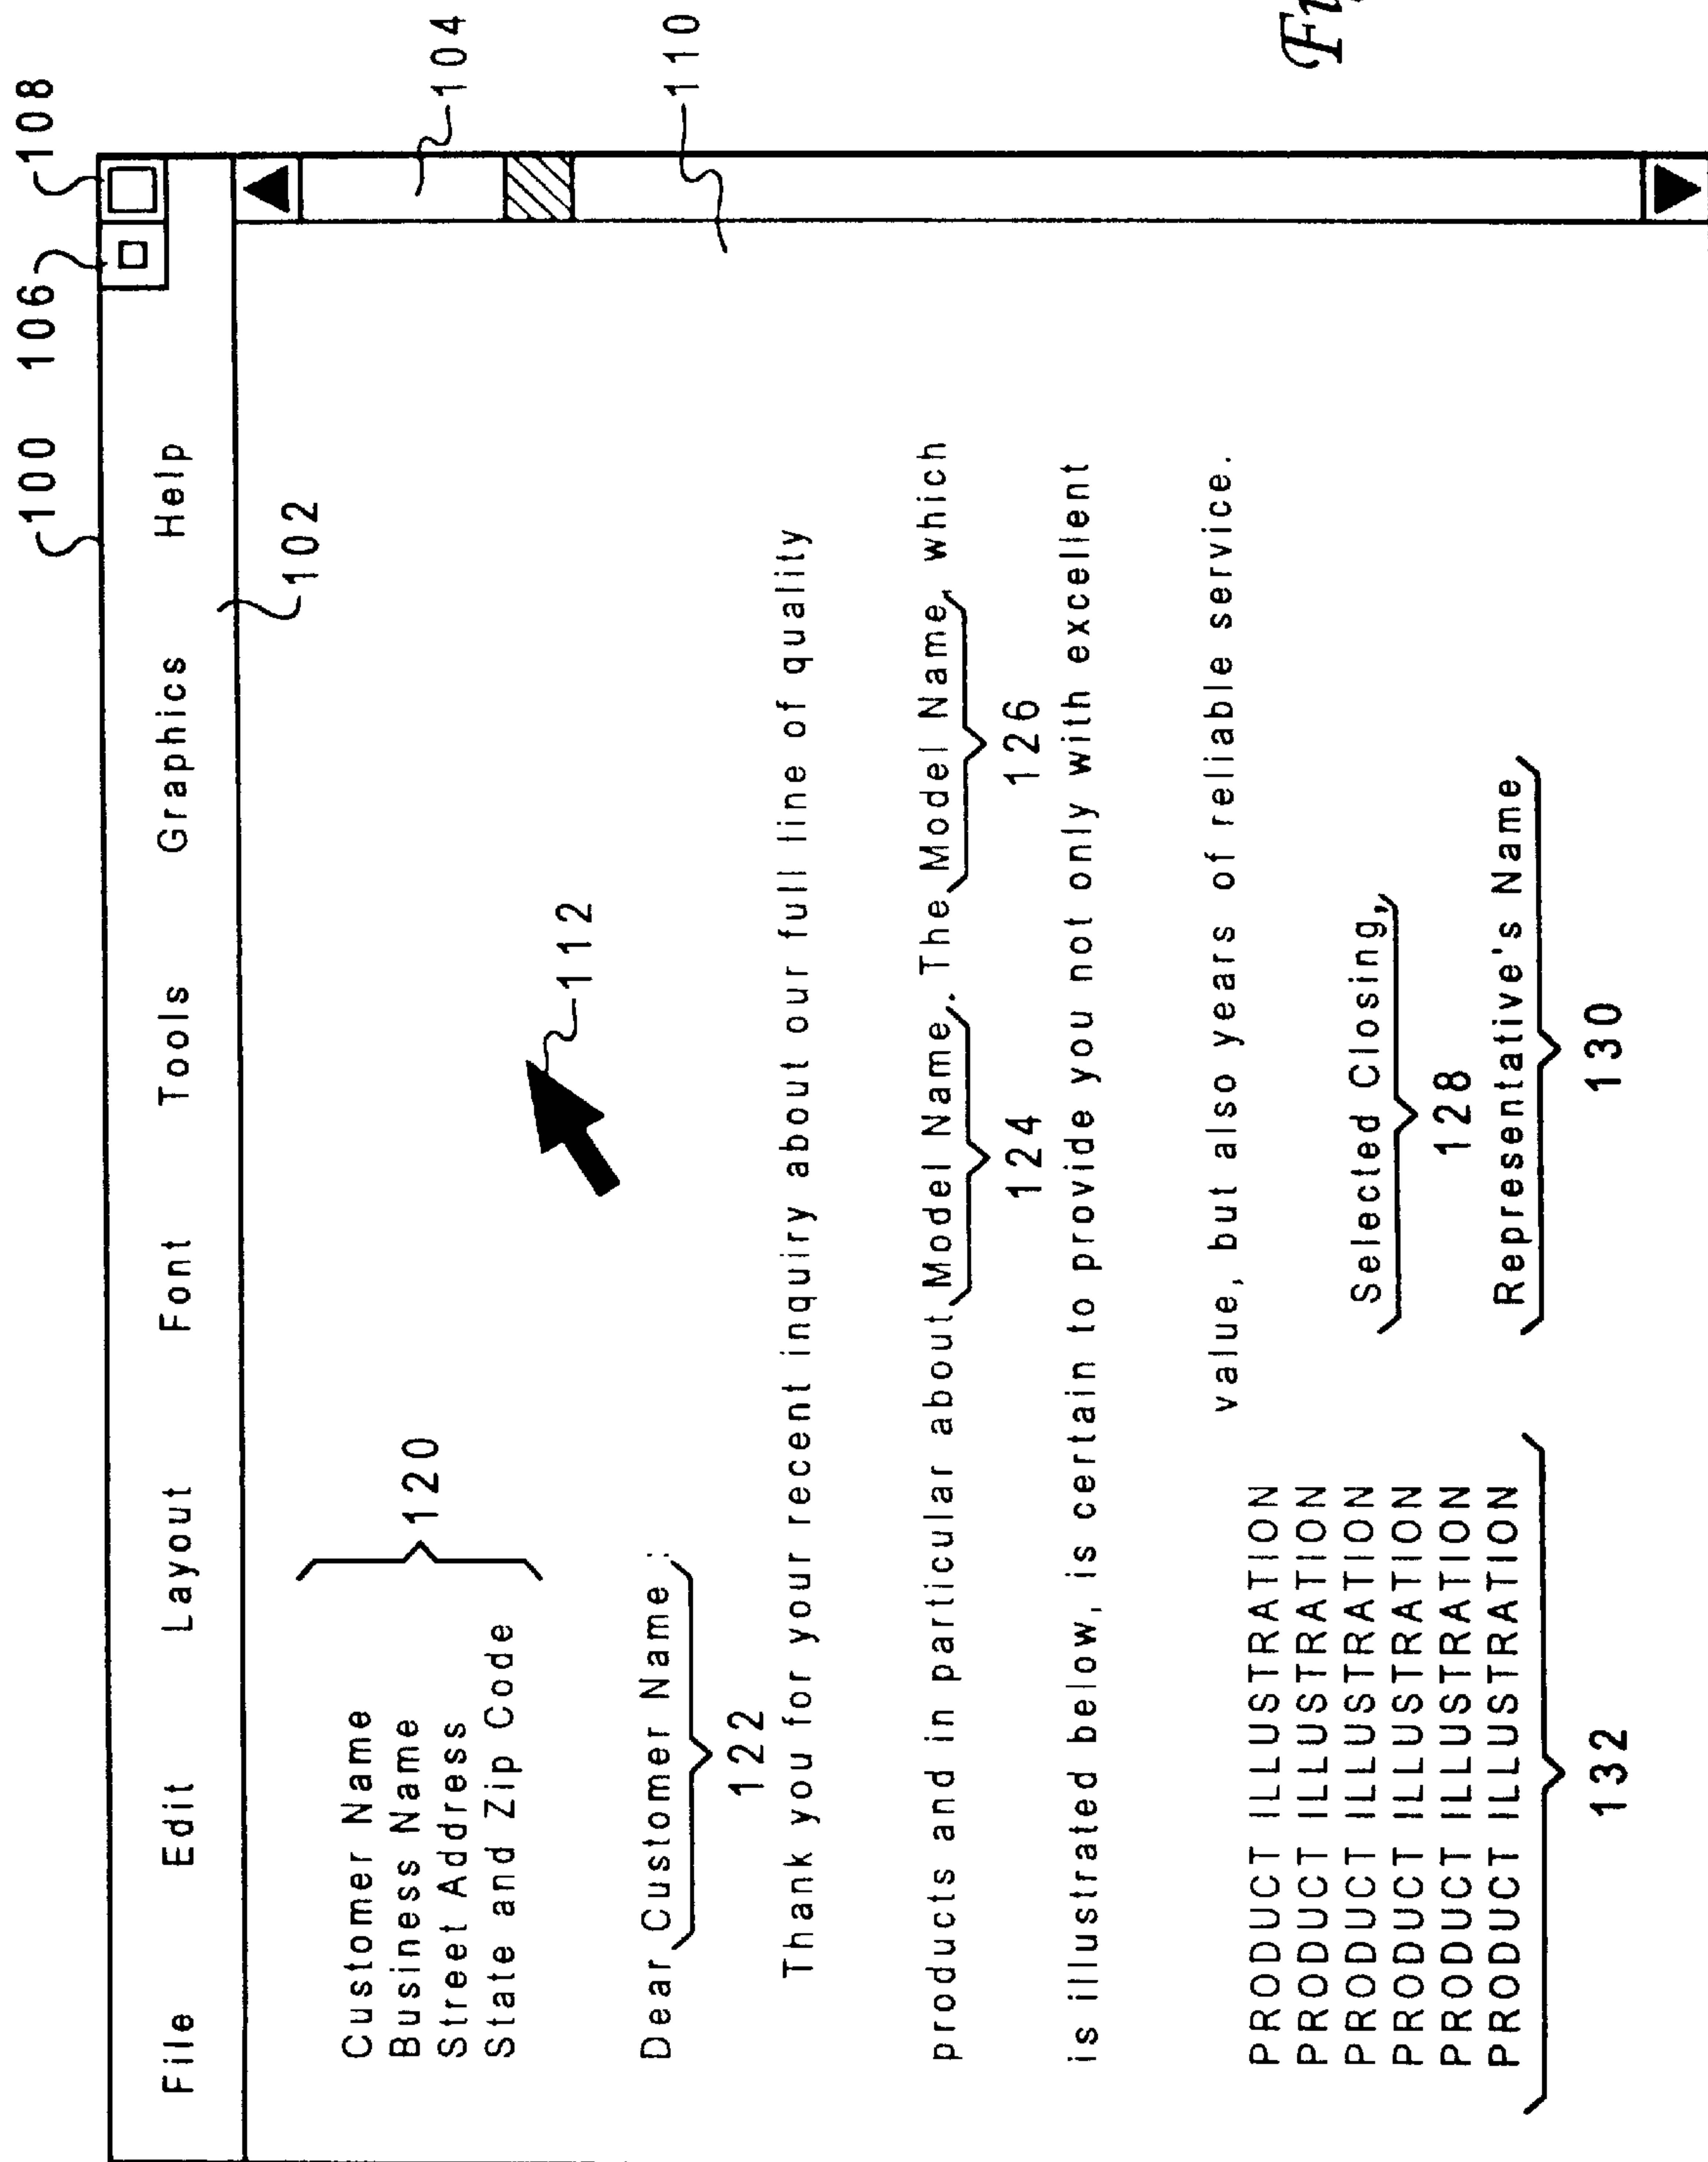 100 106 108
File Edit Layout Font Tools Graphics Help
102
104
110
Customer Name
Business Name
Street Address
State and Zip Code
120
112
Dear Customer Name :
122
Thank you for your recent inquiry about our full line of quality
products and in particular about Model Name. The Model Name, which
124 126
is illustrated below, is certain to provide you not only with excellent
value, but also years of reliable service.
PRODUCT ILLUSTRATION
PRODUCT ILLUSTRATION
PRODUCT ILLUSTRATION
PRODUCT ILLUSTRATION
PRODUCT ILLUSTRATION
PRODUCT ILLUSTRATION
132
Selected Closing,
128
Representative's Name
130